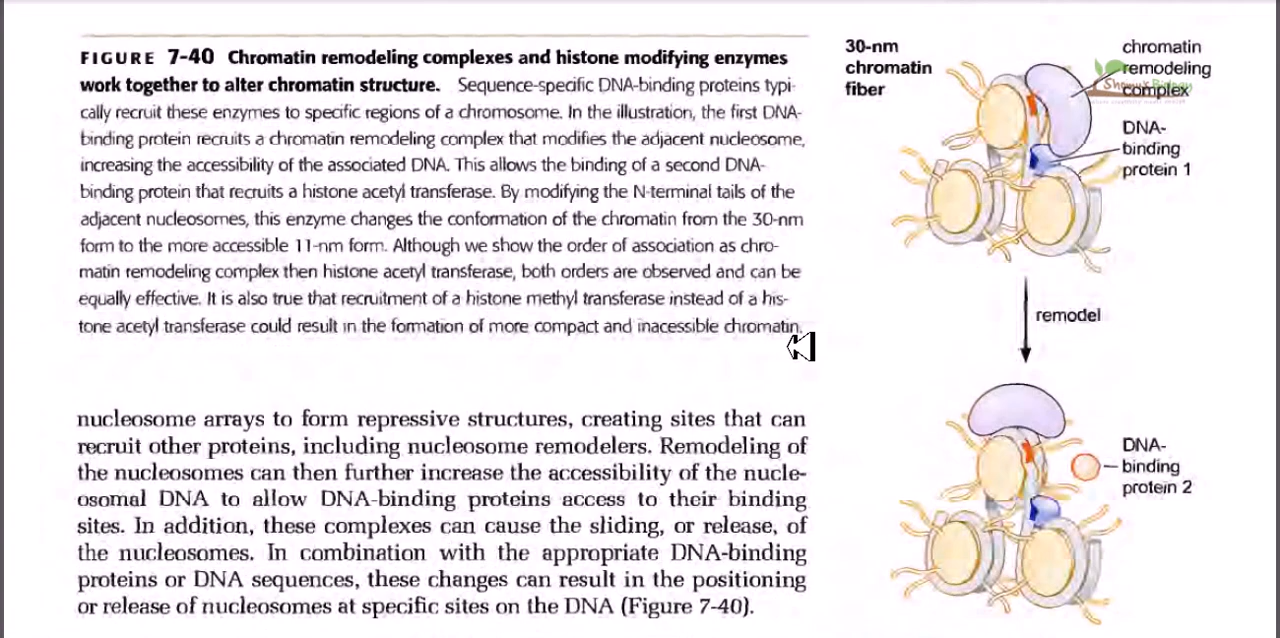 FIGURE 7-40 Chromatin remodeling complexes and histone modifying enzymes
work together to alter chromatin structure. Sequence-specific DNA-binding proteins typi-
cally recruit these enzymes to specific regions of a chromosome. In the illustration, the first DNA-
binding protein recruits a chromatin remodeling complex that modifies the adjacent nucleosome,
increasing the accessibility of the associated DNA. This allows the binding of a second DNA-
binding protein that recruits a histone acetyl transferase. By modifying the N-terminal tails of the
adjacent nucleosomes, this enzyme changes the conformation of the chromatin from the 30-nm
form to the more accessible 11-nm form. Although we show the order of association as chro-
matin remodeling complex then histone acetyl transferase, both orders are observed and can be
equally effective. It is also true that recruitment of a histone methyl transferase instead of a his-
tone acetyl transferase could result in the formation of more compact and inacessible chromatin.
nucleosome arrays to form repressive structures, creating sites that can
recruit other proteins, including nucleosome remodelers. Remodeling of
the nucleosomes can then further increase the accessibility of the nucle-
osomal DNA to allow DNA-binding proteins access to their binding
sites. In addition, these complexes can cause the sliding, or release, of
the nucleosomes. In combination with the appropriate DNA-binding
proteins or DNA sequences, these changes can result in the positioning
or release of nucleosomes at specific sites on the DNA (Figure 7-40).
30-nm
chromatin
fiber
chromatin
remodeling
complex
Biology
DNA-
binding
protein 1
remodel
DNA-
binding
protein 2